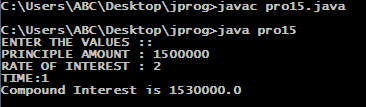 C:\Users\ABC\Desktop\jprog>javac pro15.java
C:\Users\ABC\Desktop\jprog>java pro15
ENTER THE VALUES ::
PRINCIPLE AMOUNT : 1500000
RATE OF INTEREST : 2
TIME:1
Compound Interest is 1530000.0